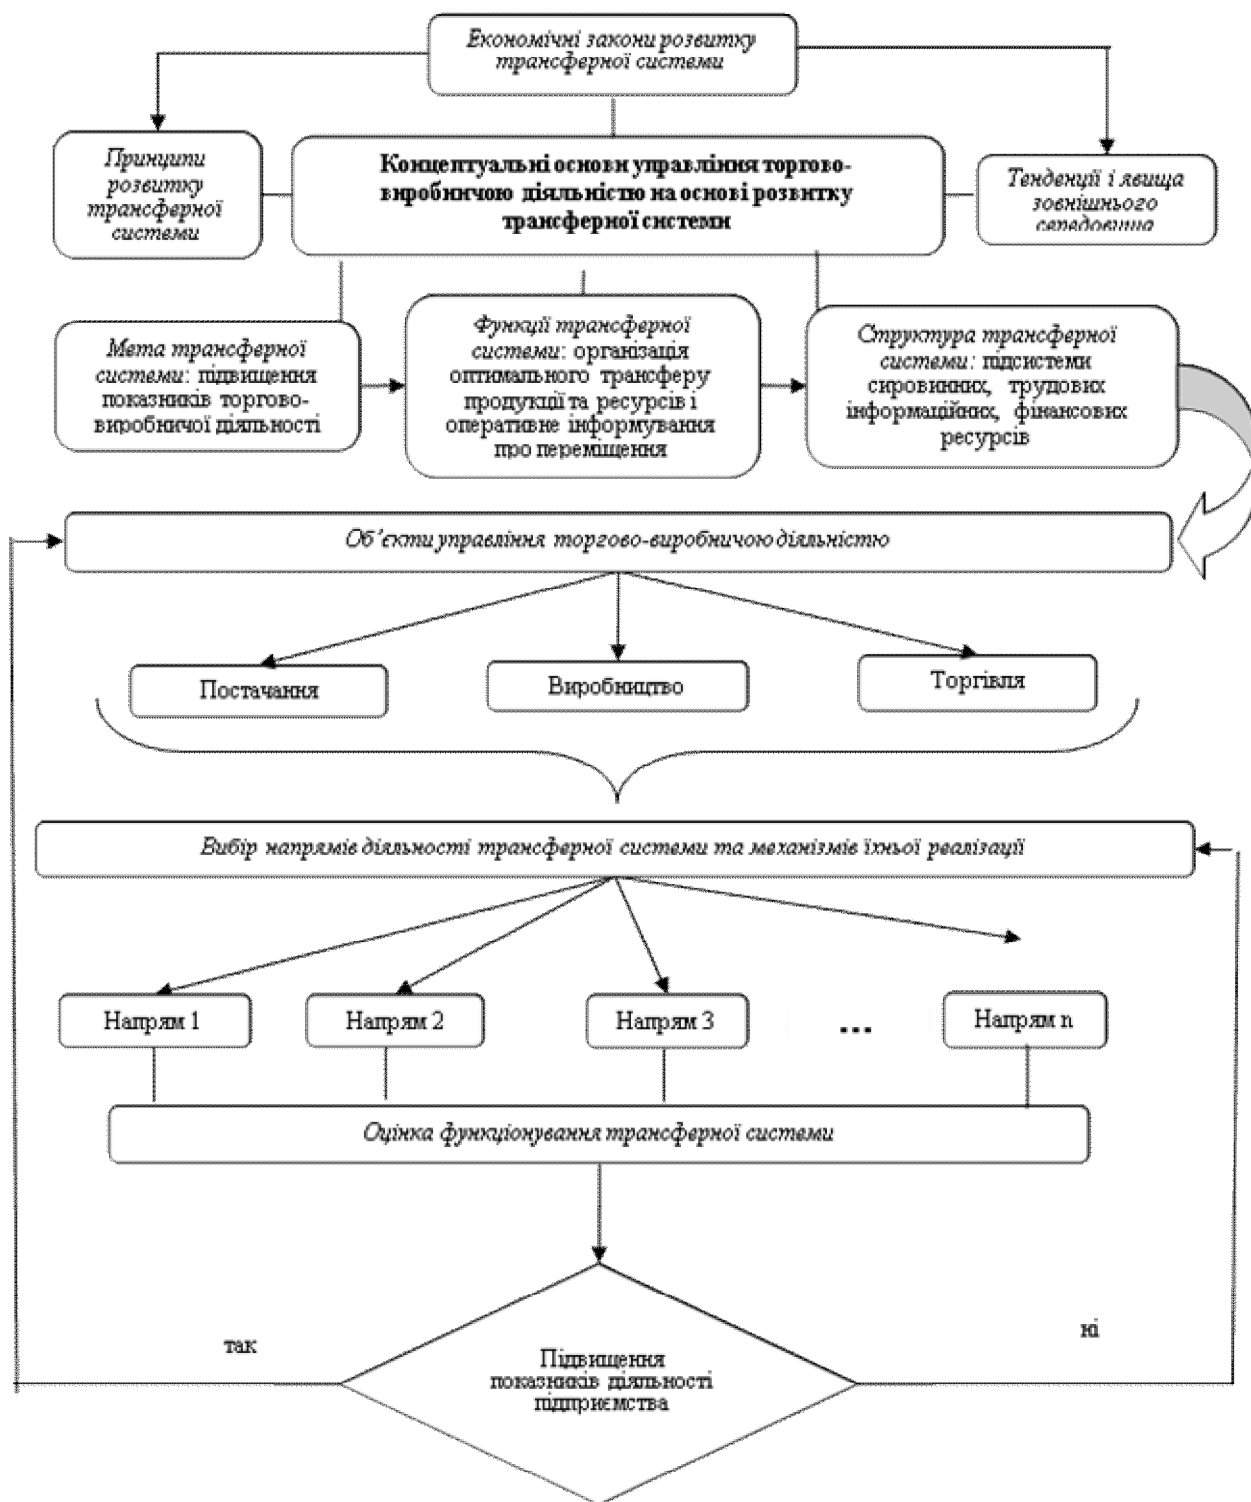 Економічні закони розвитку
трансферної системи
Принципи
розвитку
трансферної
системи
Концептуальні основи управління торгово-
виробничою діяльністю на основі розвитку
трансферної системи
Тенденції і явища
зовнішнього
середовища
Мета трансферної
системи: підвищення
показників торгово-
виробничої діяльності
Функції трансферної
системи: організація
оптимального трансферу
продукції та ресурсів і
оперативне інформування
про переміщення
Структура трансферної
системи: підсистеми
сировинних, трудових
інформаційних, фінансових
ресурсів
Об’єкти управління торгово-виробничою діяльністю
Постачання
Виробництво
Торгівля
Вибір напрямів діяльності трансферної системи та механізмів їхньої реалізації
Напрям 1
Напрям 2
Напрям 3
...
Напрям n
Оцінка функціонування трансферної системи
так
ні
Підвищення
показників діяльності
підприємства